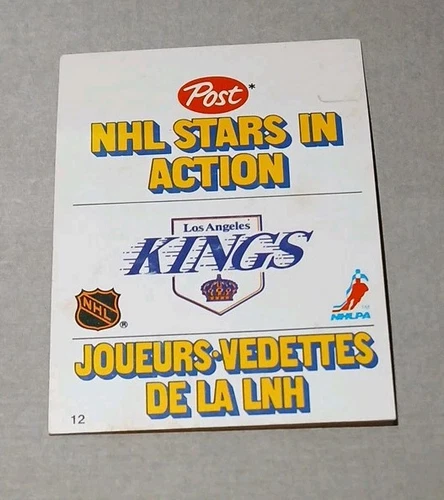 Post*
NHL STARS IN
ACTION
Los Angeles
KINGS
NHL
®
NHLPA
JOUEURS·VEDETTES
DE LA LNH
12